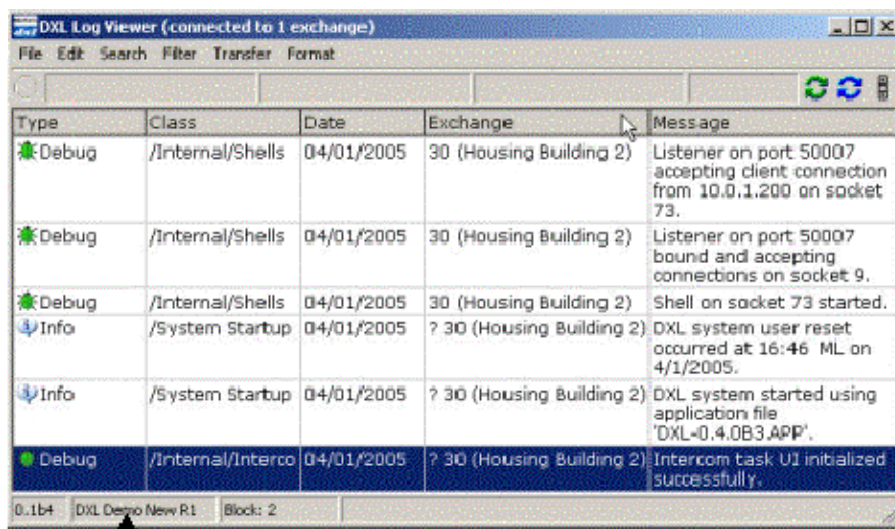 DXL iLog Viewer (connected to 1 exchange)
File Edit Search Filter Transfer Format
Type Class Date Exchange Message
Debug /Internal/Shells 04/01/2005 30 (Housing Building 2) Listener on port 50007
accepting client connection
from 10.0.1.200 on socket
73.
Debug /Internal/Shells 04/01/2005 30 (Housing Building 2) Listener on port 50007
bound and accepting
connections on socket 9.
Debug /Internal/Shells 04/01/2005 30 (Housing Building 2) Shell on socket 73 started.
Info /System Startup 04/01/2005 ? 30 (Housing Building 2) DXL system user reset
occurred at 16:46 ML on
4/1/2005.
Info /System Startup 04/01/2005 ? 30 (Housing Building 2) DXL system started using
application file
'DXL-0.4.0B3.APP'.
Debug /Internal/Interco 04/01/2005 ? 30 (Housing Building 2) Intercom task UI initialized
successfully.
0.1b4 DXL Demo New R1 Block: 2